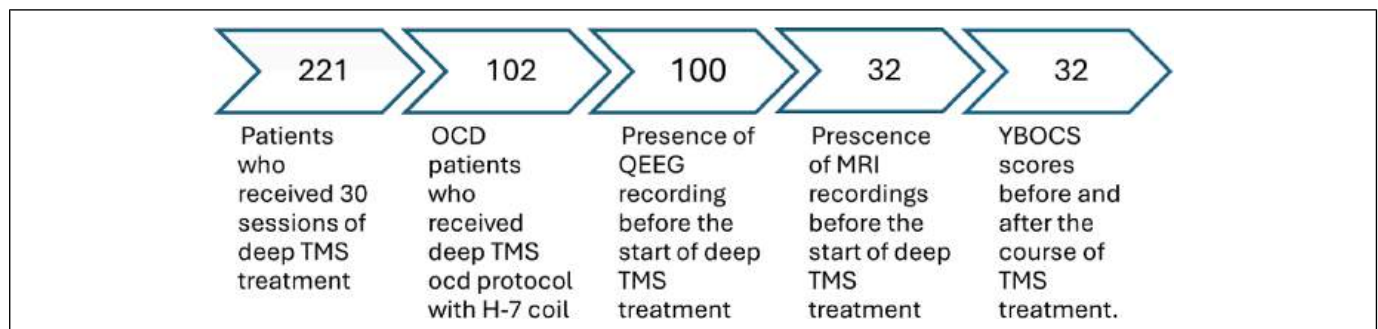 221
102
100
32
32
Patients
who
received 30
sessions of
deep TMS
treatment
OCD
patients
who
received
deep TMS
ocd protocol
with H-7 coil
Presence of
QEEG
recording
before the
start of deep
TMS
treatment
Prescence
of MRI
recordings
before the
start of deep
TMS
treatment
YBOCS
scores
before and
after the
course of
TMS
treatment.